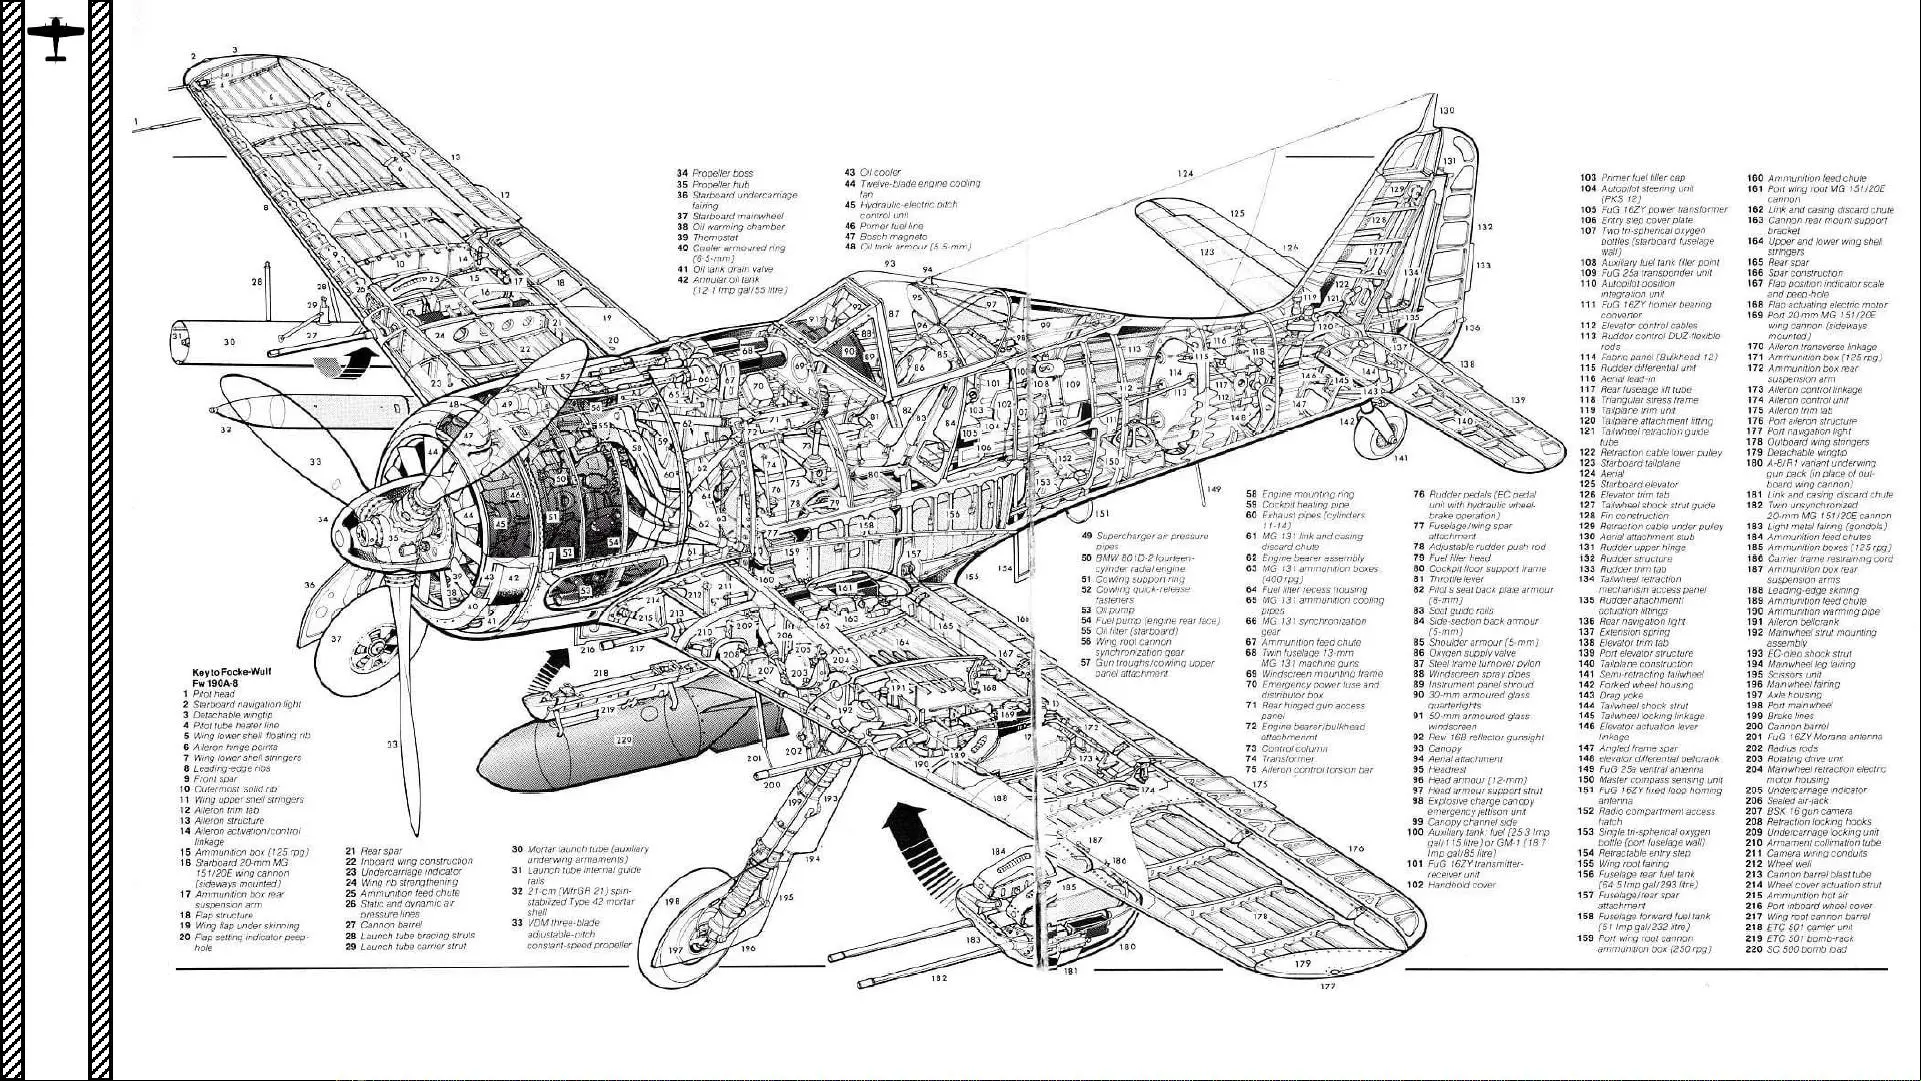 Key to Focke-Wulf
Fw 190A-8
1 Pitot head
2 Starboard navigation light
3 Detachable wingtip
4 Pitot tube heater line
5 Wing lower shell floating rib
6 Aileron hinge points
7 Wing lower shell stringers
8 Leading-edge ribs
9 Front spar
10 Outermost solid rib
11 Wing upper shell stringers
12 Aileron trim tab
13 Aileron structure
14 Aileron activation/control
linkage
15 Ammunition box (125 rpg)
16 Starboard 20-mm MG
151/20E wing cannon
(sideways mounted)
17 Ammunition box rear
suspension arm
18 Flap structure
19 Wing flap under skinning
20 Flap setting indicator peep-
hole
21 Rear spar
22 Inboard wing construction
23 Undercarriage indicator
24 Wing rib strengthening
25 Ammunition feed chute
26 Static and dynamic air
pressure lines
27 Cannon barrel
28 Launch tube bracing struts
29 Launch tube carrier strut
30 Mortar launch tube (auxiliary
underwing armaments)
31 Launch tube internal guide
rails
32 21-cm (WfrGR 21) spin-
stabilized Type 42 mortar
shell
33 VDM three-blade
adjustable-pitch
constant-speed propeller
34 Propeller boss
35 Propeller hub
36 Starboard undercarriage
fairing
37 Starboard mainwheel
38 Oil warming chamber
39 Thermostat
40 Cooler armoured ring
(6·5-mm)
41 Oil tank drain valve
42 Annular oil tank
(12·1 Imp gal/55 litre)
43 Oil cooler
44 Twelve-blade engine cooling
fan
45 Hydraulic-electric pitch
control unit
46 Primer fuel line
47 Bosch magneto
48 Oil tank armour (5·5-mm)
49 Supercharger air pressure
pipes
50 BMW 801D-2 fourteen-
cylinder radial engine
51 Cowling support ring
52 Cowling quick-release
fasteners
53 Oil pump
54 Fuel pump (engine rear face)
55 Oil filter (starboard)
56 Wing root cannon
synchronization gear
57 Gun troughs/cowling upper
panel attachment
58 Engine mounting ring
59 Cockpit heating pipe
60 Exhaust pipes (cylinders
11-14)
61 MG 131 link and casing
discard chute
62 Engine bearer assembly
63 MG 131 ammunition boxes
(400 rpg)
64 Fuel filter recess housing
65 MG 131 ammunition cooling
pipes
66 MG 131 synchronization
gear
67 Ammunition feed chute
68 Twin fuselage 13-mm
MG 131 machine guns
69 Windscreen mounting frame
70 Emergency power fuse and
distributor box
71 Rear hinged gun access
panel
72 Engine bearer/bulkhead
attachment
73 Control column
74 Transformer
75 Aileron control torsion bar
76 Rudder pedals (EC pedal
unit with hydraulic wheel-
brake operation)
77 Fuselage/wing spar
attachment
78 Adjustable rudder push rod
79 Fuel filler head
80 Cockpit floor support frame
81 Throttle lever
82 Pilot's seat back plate armour
(8-mm)
83 Seat guide rails
84 Side-section back armour
(5-mm)
85 Shoulder armour (5-mm)
86 Oxygen supply valve
87 Steel frame turnover pylon
88 Windscreen spray pipes
89 Instrument panel shroud
90 30-mm armoured glass
quarterlights
91 50-mm armoured glass
windscreen
92 Revi 16B reflector gunsight
93 Canopy
94 Aerial attachment
95 Headrest
96 Head armour (12-mm)
97 Head armour support strut
98 Explosive charge canopy
emergency jettison unit
99 Canopy channel side
100 Auxiliary tank: fuel (25·3 Imp
gal/115 litre) or GM-1 (18·7
Imp gal/85 litre)
101 FuG 16ZY transmitter-
receiver unit
102 Handhold cover
103 Primer fuel filler cap
104 Autopilot steering unit
(PKS 12)
105 FuG 16ZY power transformer
106 Entry step cover plate
107 Two tri-spherical oxygen
bottles (starboard fuselage
wall)
108 Auxiliary fuel tank filler point
109 FuG 25a transponder unit
110 Autopilot position
integration unit
111 FuG 16ZY homer bearing
converter
112 Elevator control cables
113 Rudder control DUZ-flexible
rods
114 Fabric panel (Bulkhead 12)
115 Rudder differential unit
116 Aerial lead-in
117 Rear fuselage lift tube
118 Triangular stress frame
119 Tailplane trim unit
120 Tailplane attachment fitting
121 Tailwheel retraction guide
tube
122 Retraction cable lower pulley
123 Starboard tailplane
124 Aerial
125 Starboard elevator
126 Elevator trim tab
127 Tailwheel shock strut guide
128 Fin construction
129 Retraction cable under pulley
130 Aerial attachment stub
131 Rudder upper hinge
132 Rudder structure
133 Rudder trim tab
134 Tailwheel retraction
mechanism access panel
135 Rudder attachment/
actuation fittings
136 Rear navigation light
137 Extension spring
138 Elevator trim tab
139 Port elevator structure
140 Tailplane construction
141 Semi-retracting tailwheel
142 Forked wheel housing
143 Drag yoke
144 Tailwheel shock strut
145 Tailwheel locking linkage
146 Elevator actuation lever
linkage
147 Angled frame spar
148 elevator differential bellcrank
149 FuG 25a ventral antenna
150 Master compass sensing unit
151 FuG 16ZY fixed loop homing
antenna
152 Radio compartment access
hatch
153 Single tri-spherical oxygen
bottle (port fuselage wall)
154 Retractable entry step
155 Wing root fairing
156 Fuselage rear fuel tank
(64·5 Imp gal/293 litre)
157 Fuselage/rear spar
attachment
158 Fuselage forward fuel tank
(51 Imp gal/232 litre)
159 Port wing root cannon
ammunition box (250 rpg)
160 Ammunition feed chute
161 Port wing root MG 151/20E
cannon
162 Link and casing discard chute
163 Cannon rear mount support
bracket
164 Upper and lower wing shell
stringers
165 Rear spar
166 Spar construction
167 Flap position indicator scale
and peep-hole
168 Flap actuating electric motor
169 Port 20-mm MG 151/20E
wing cannon (sideways
mounted)
170 Aileron transverse linkage
171 Ammunition box (125 rpg)
172 Ammunition box rear
suspension arm
173 Aileron control linkage
174 Aileron control unit
175 Aileron trim tab
176 Port aileron structure
177 Port navigation light
178 Outboard wing stringers
179 Detachable wingtip
180 A-8/R1 variant underwing
gun pack (in place of out-
board wing cannon)
181 Link and casing discard chute
182 Twin unsynchronized
20-mm MG 151/20E cannon
183 Light metal fairing (gondola)
184 Ammunition feed chutes
185 Ammunition boxes (125 rpg)
186 Carrier frame restraining cord
187 Ammunition box rear
suspension arms
188 Leading-edge skinning
189 Ammunition feed chute
190 Ammunition warming pipe
191 Aileron bellcrank
192 Mainwheel strut mounting
assembly
193 EC-oleo shock strut
194 Mainwheel leg fairing
195 Scissors unit
196 Mainwheel fairing
197 Axle housing
198 Port mainwheel
199 Brake lines
200 Cannon barrel
201 FuG 16ZY Morane antenna
202 Radius rods
203 Rotating drive unit
204 Mainwheel retraction electric
motor housing
205 Undercarriage indicator
206 Sealed air-jack
207 BSK 16 gun camera
208 Retraction locking hooks
209 Undercarriage locking unit
210 Armament collimation tube
211 Camera wiring conduits
212 Wheel well
213 Cannon barrel blast tube
214 Wheel cover actuation strut
215 Ammunition hot air
216 Port inboard wheel cover
217 Wing root cannon barrel
218 ETC 501 carrier unit
219 ETC 501 bomb-rack
220 SC 500 bomb load